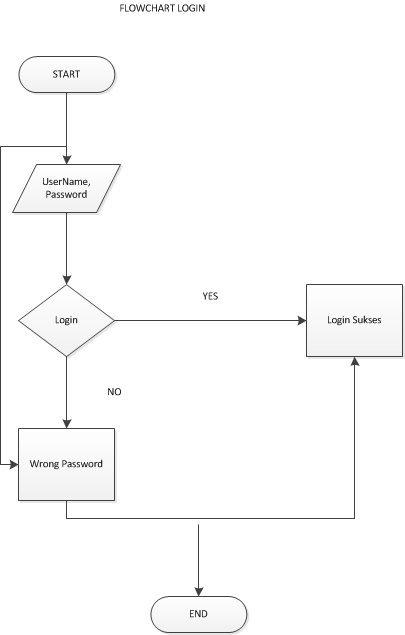 FLOWCHART LOGIN
START
UserName,
Password
Login
YES
Login Sukses
NO
Wrong Password
END